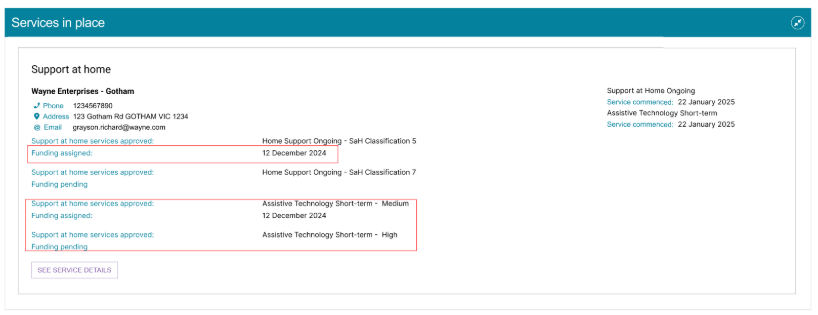 Services in place
Support at home
Wayne Enterprises - Gotham
Phone 1234567890
Address 123 Gotham Rd GOTHAM VIC 1234
Email grayson.richard@wayne.com
Support at Home Ongoing
Service commenced: 22 January 2025
Assistive Technology Short-term
Service commenced: 22 January 2025
Support at home services approved: Home Support Ongoing - SaH Classification 5
Funding assigned: 12 December 2024
Support at home services approved: Home Support Ongoing - SaH Classification 7
Funding pending
Support at home services approved: Assistive Technology Short-term - Medium
Funding assigned: 12 December 2024
Support at home services approved: Assistive Technology Short-term - High
Funding pending
SEE SERVICE DETAILS